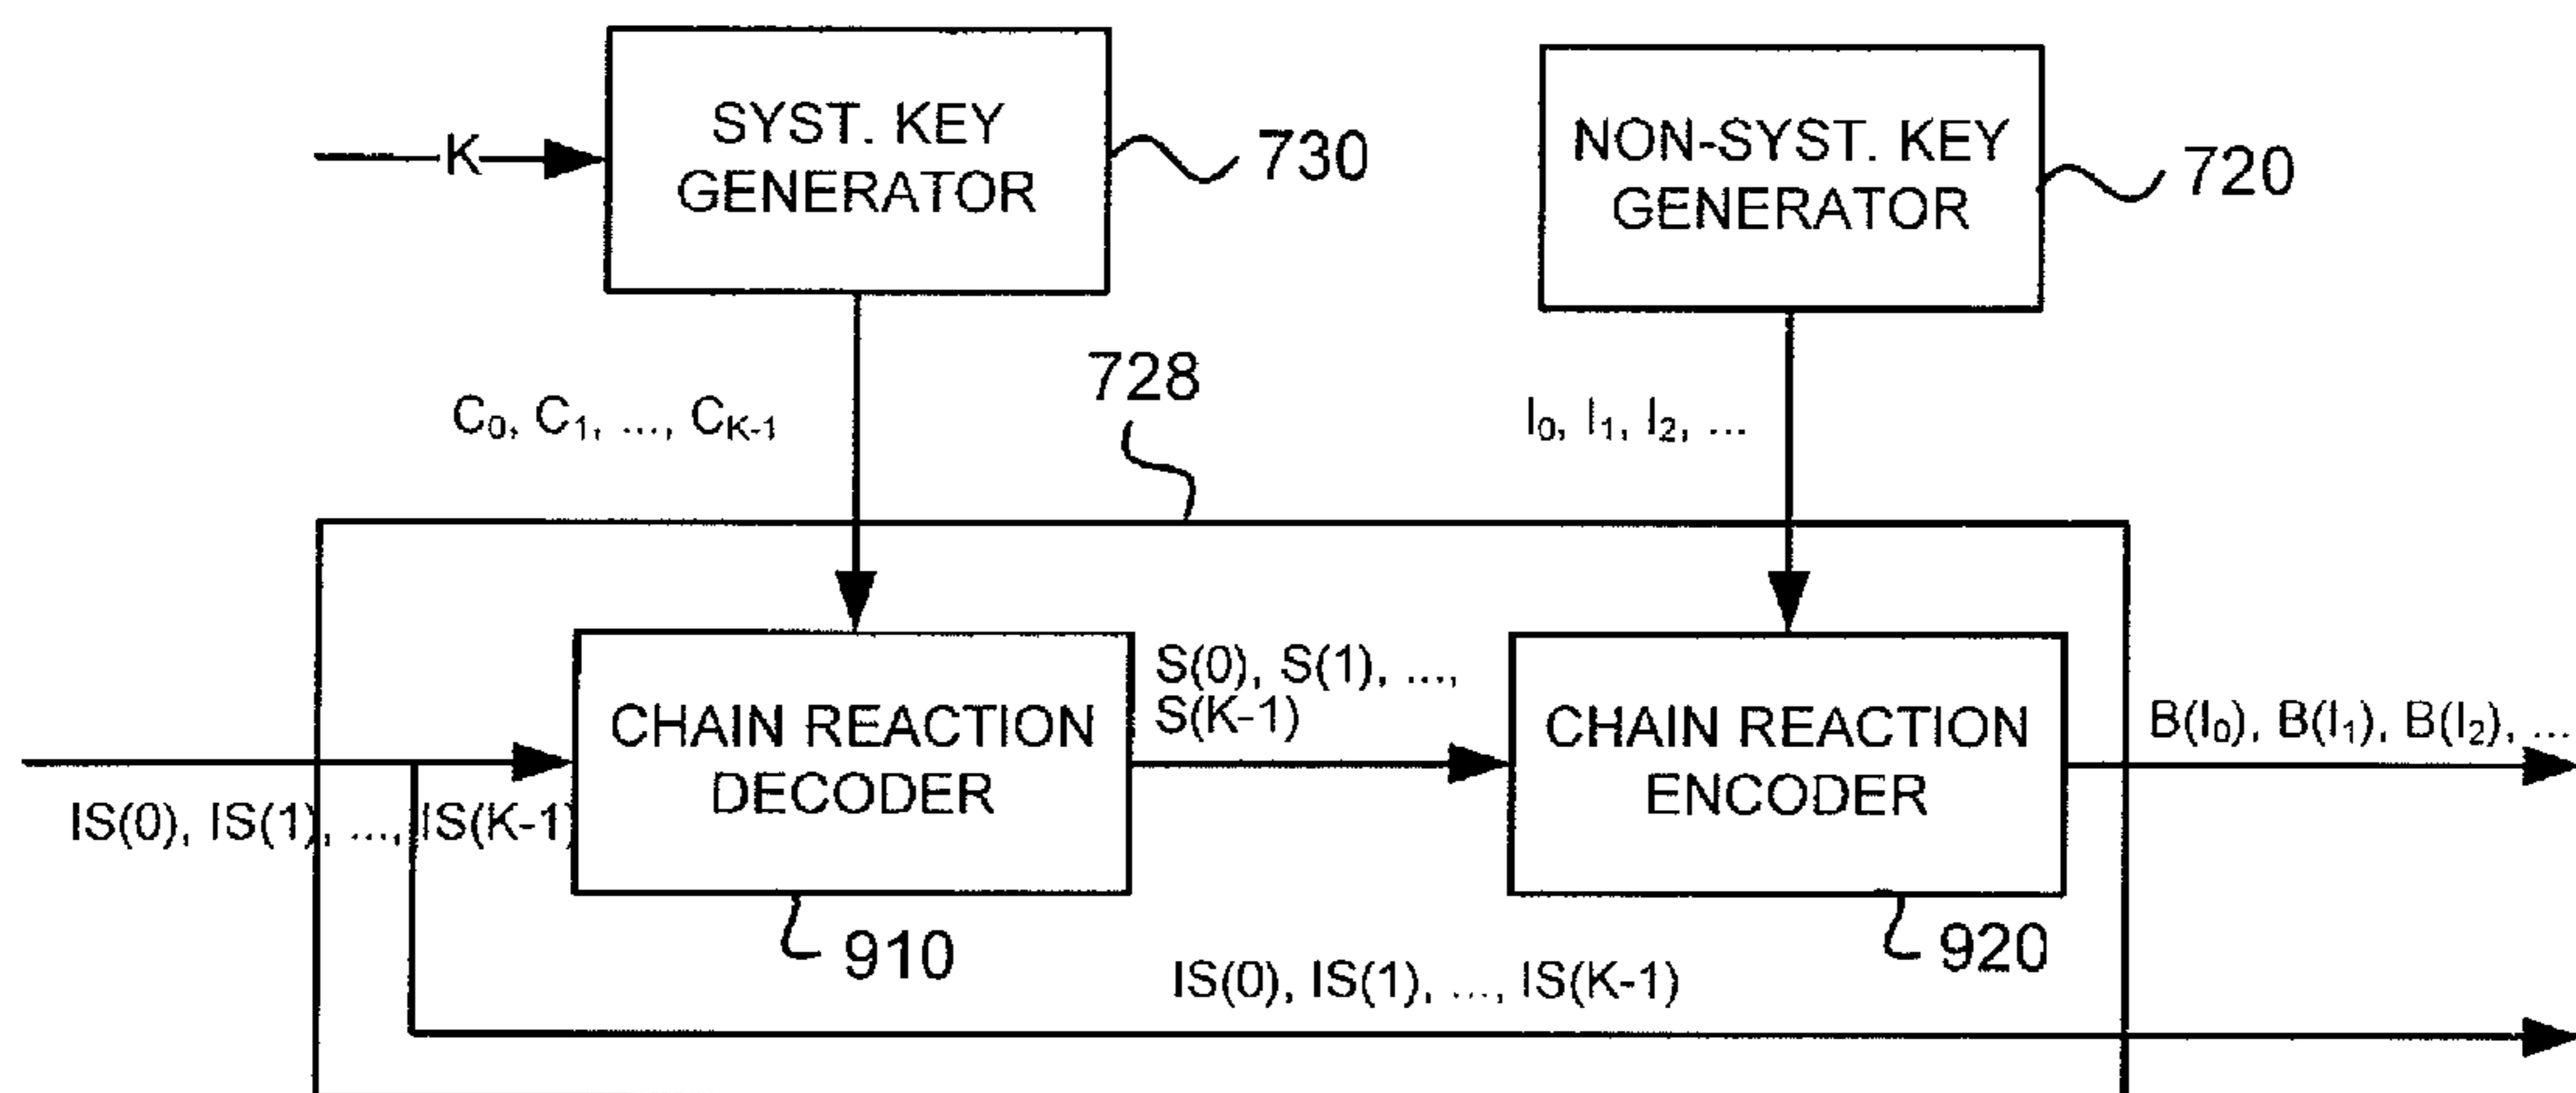 K
SYST. KEY
GENERATOR
730
NON-SYST. KEY
GENERATOR
720
728
C₀, C₁, ..., C_K-1
I₀, I₁, I₂, ...
IS(0), IS(1), ..., IS(K-1)
CHAIN REACTION
DECODER
910
S(0), S(1), ...,
S(K-1)
CHAIN REACTION
ENCODER
920
B(I₀), B(I₁), B(I₂), ...
IS(0), IS(1), ..., IS(K-1)